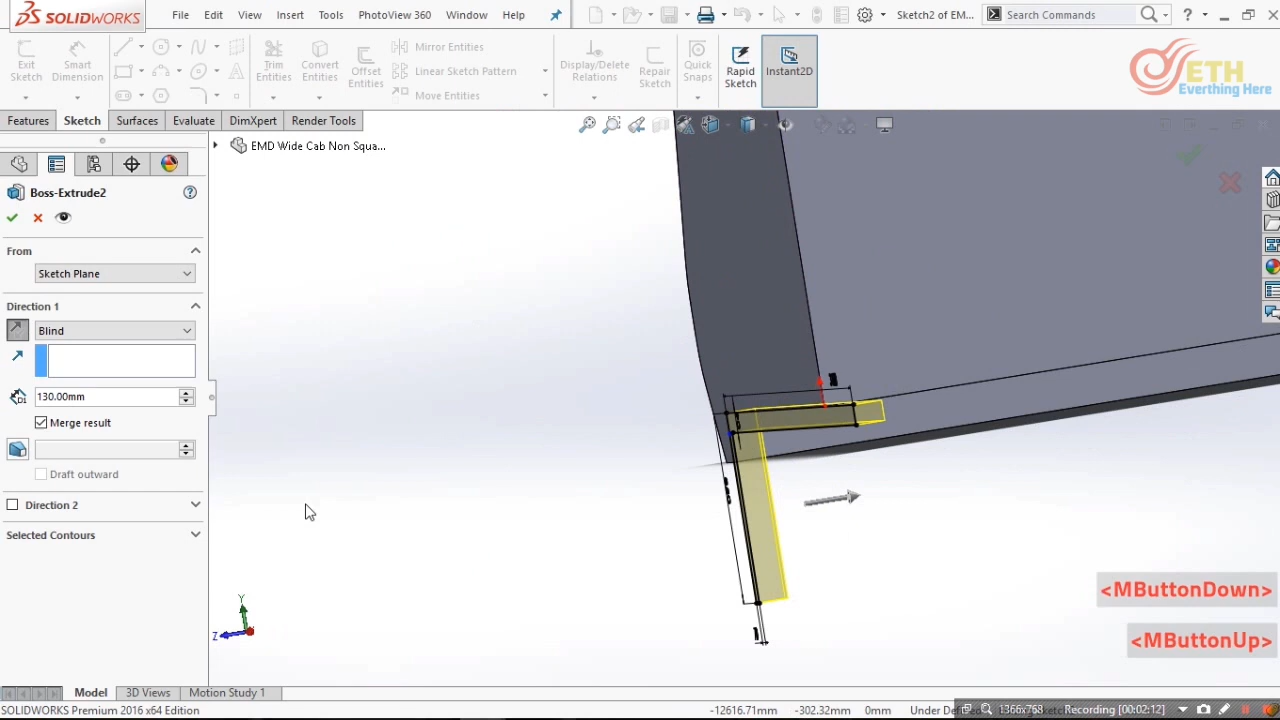 SOLIDWORKS
File Edit View Insert Tools PhotoView 360 Window Help
Sketch2 of EM...
Search Commands
Exit Sketch
Smart Dimension
Trim Entities
Convert Entities
Offset Entities
Mirror Entities
Linear Sketch Pattern
Move Entities
Display/Delete Relations
Repair Sketch
Quick Snaps
Rapid Sketch
Instant2D
ETH
Everthing Here
Features Sketch Surfaces Evaluate DimXpert Render Tools
EMD Wide Cab Non Squa...
Boss-Extrude2
From
Sketch Plane
Direction 1
Blind
130.00mm
Merge result
Draft outward
Direction 2
Selected Contours
Y
Z
<MButtonDown>
<MButtonUp>
Model 3D Views Motion Study 1
SOLIDWORKS Premium 2016 x64 Edition
-12616.71mm -302.32mm 0mm Under De
1366x768 Recording [00:02:12]